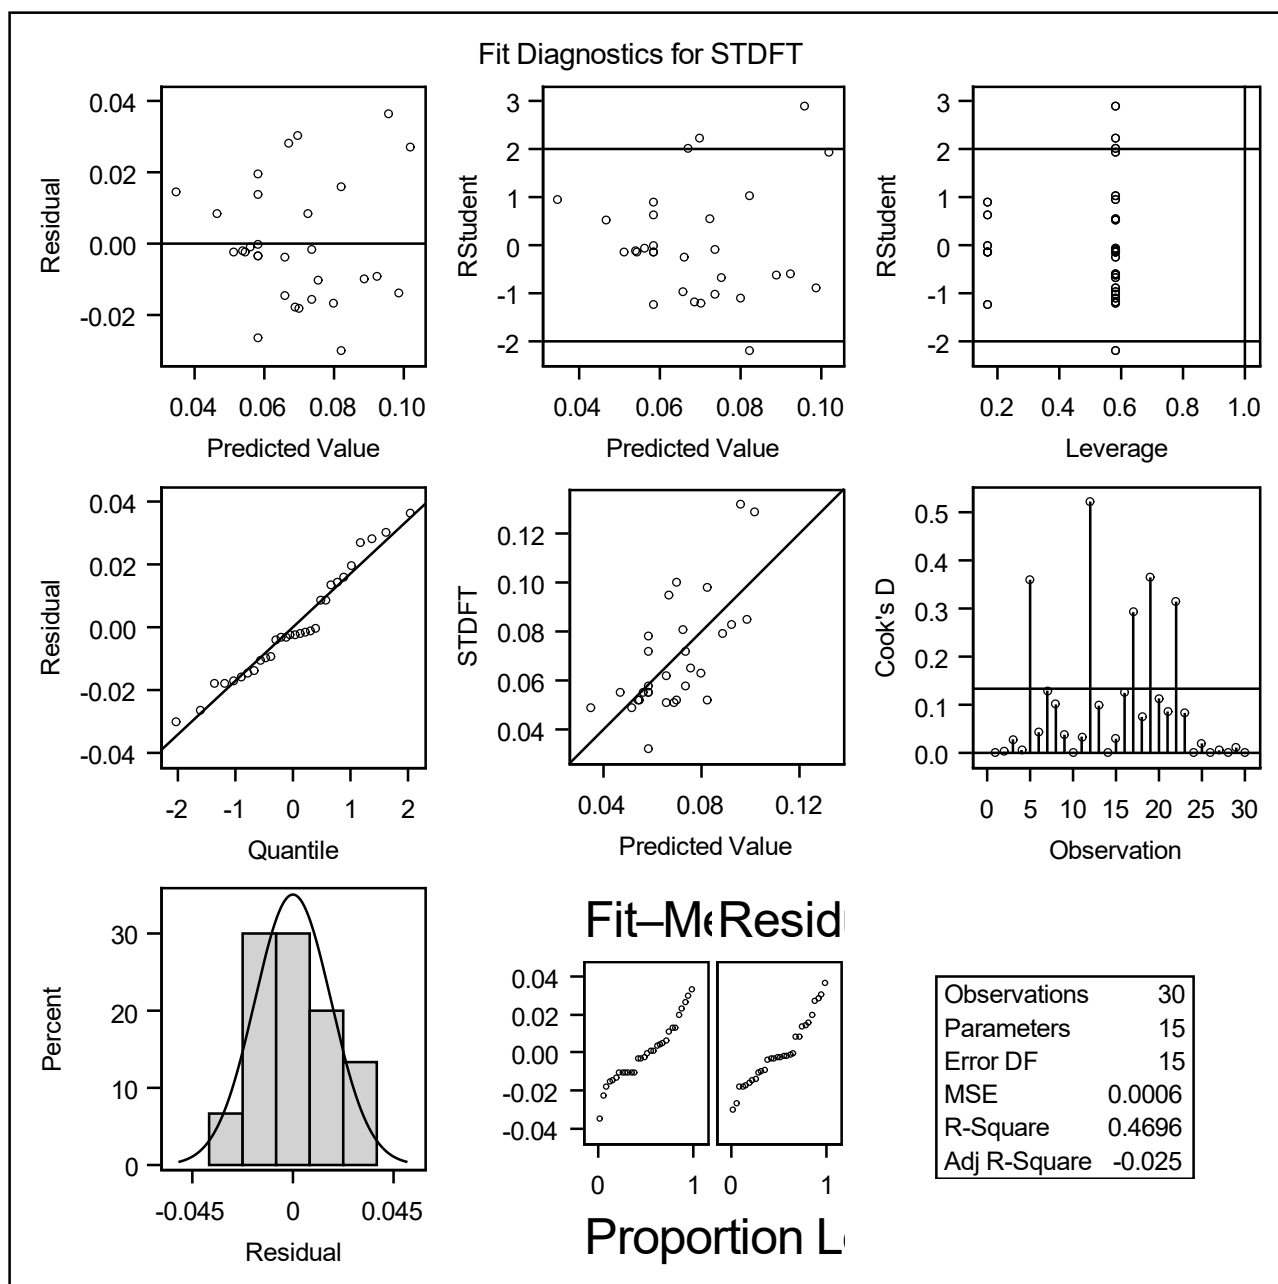 Fit Diagnostics for STDFT
0.04
0.02
0.00
-0.02
Residual
0.04 0.06 0.08 0.10
Predicted Value
3
2
1
0
-1
-2
RStudent
0.04 0.06 0.08 0.10
Predicted Value
3
2
1
0
-1
-2
RStudent
0.2 0.4 0.6 0.8 1.0
Leverage
0.04
0.02
0.00
-0.02
-0.04
Residual
-2 -1 0 1 2
Quantile
0.12
0.10
0.08
0.06
0.04
STDFT
0.04 0.08 0.12
Predicted Value
0.5
0.4
0.3
0.2
0.1
0.0
Cook's D
0 5 10 15 20 25 30
Observation
30
20
10
0
Percent
-0.045 0 0.045
Residual
Fit–Me Residu
0.04
0.02
0.00
-0.02
-0.04
0 1 0 1
Proportion Le
Observations 30
Parameters 15
Error DF 15
MSE 0.0006
R-Square 0.4696
Adj R-Square -0.025